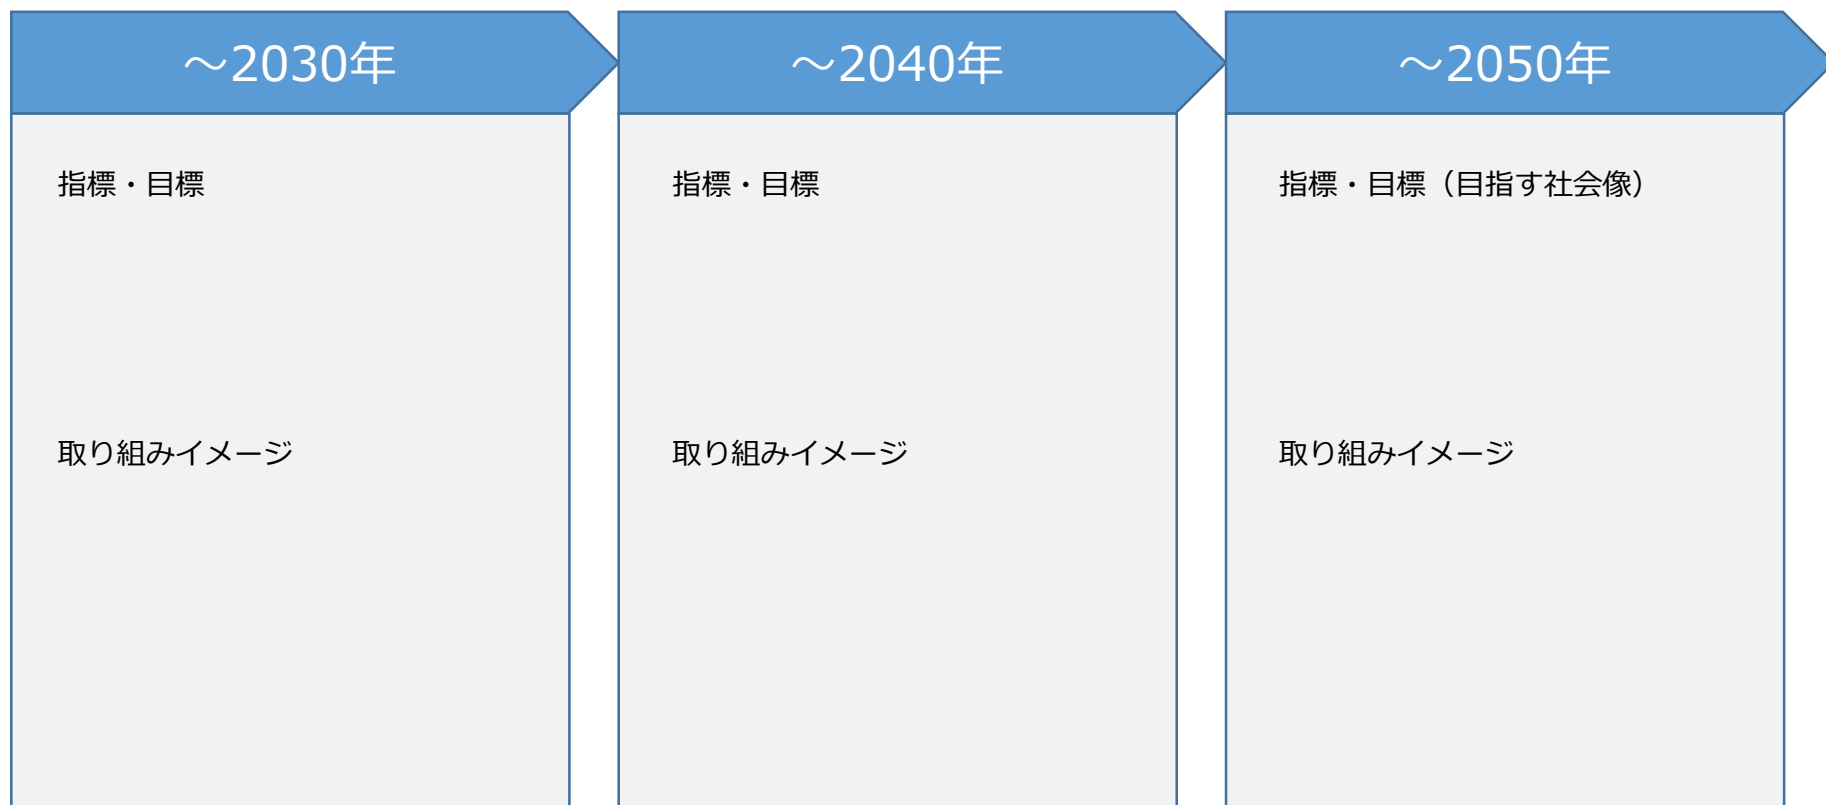 ～2030年
指標・目標
取り組みイメージ
～2040年
指標・目標
取り組みイメージ
～2050年
指標・目標（目指す社会像）
取り組みイメージ